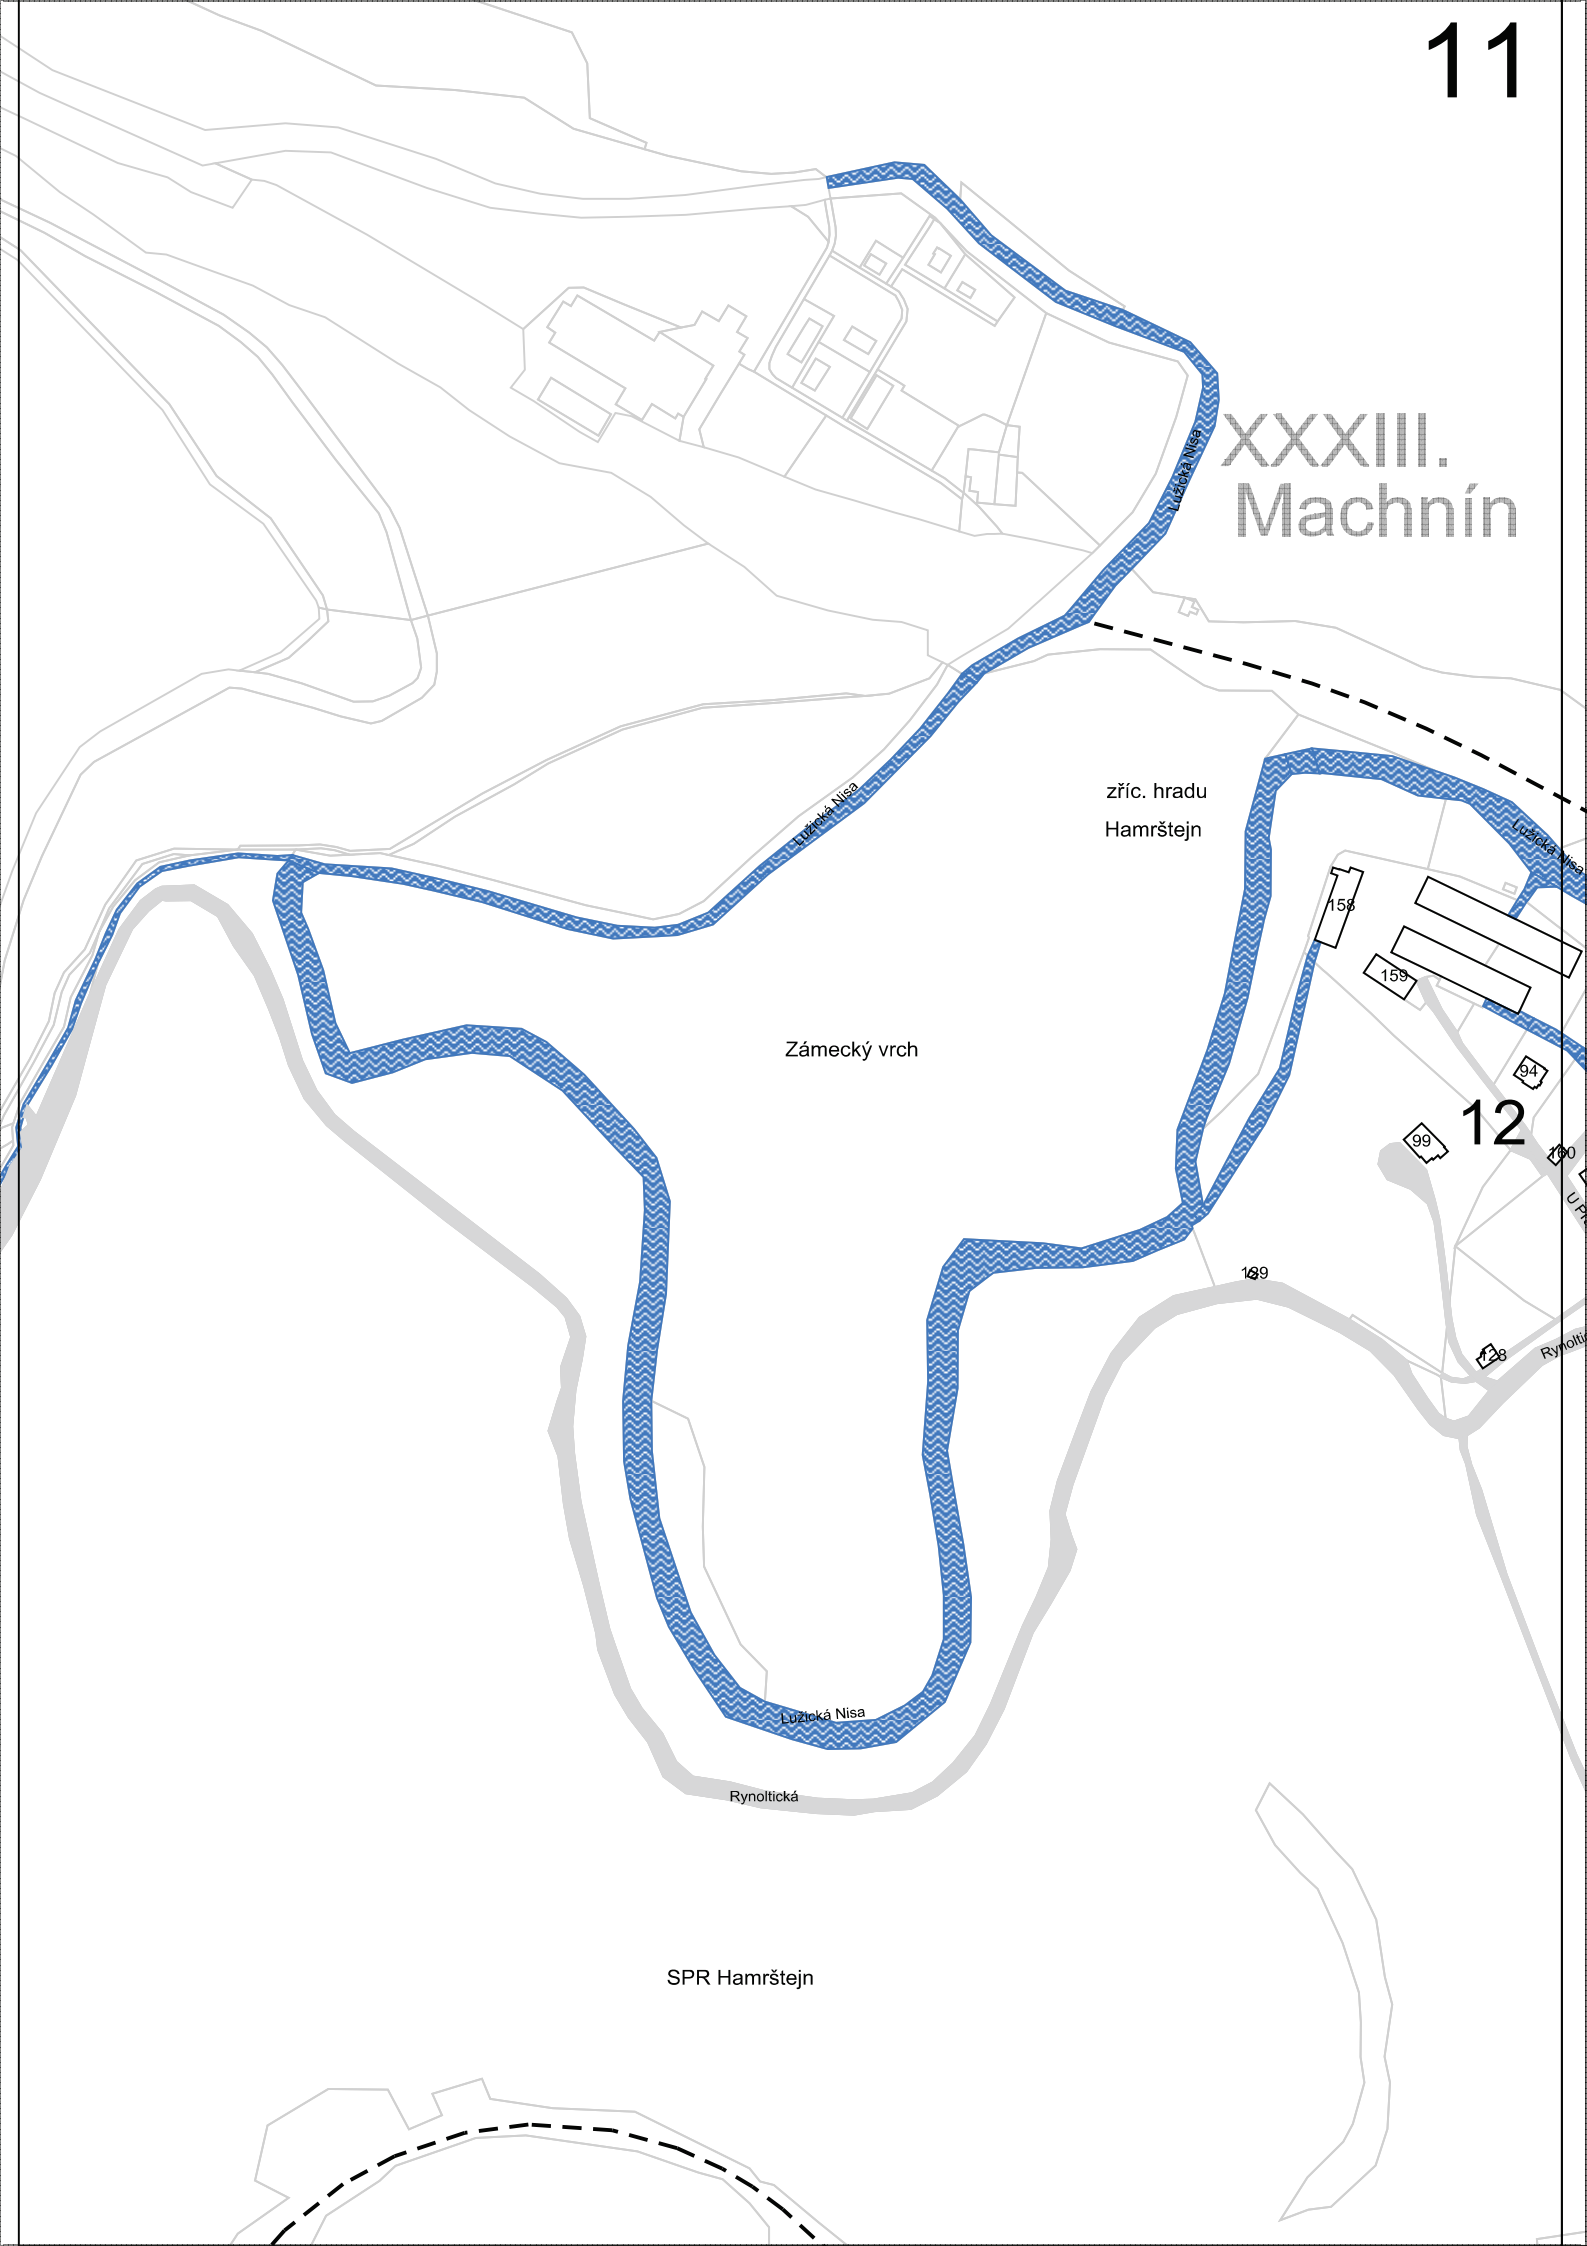 11
XXXIII.
Machnín
Lužická Nisa
zříc. hradu
Hamrštejn
Lužická Nisa
Lužická Nisa
158
159
Zámecký vrch
94
12
99
160
U
189
128
Lužická Nisa
Rynoltická
SPR Hamrštejn